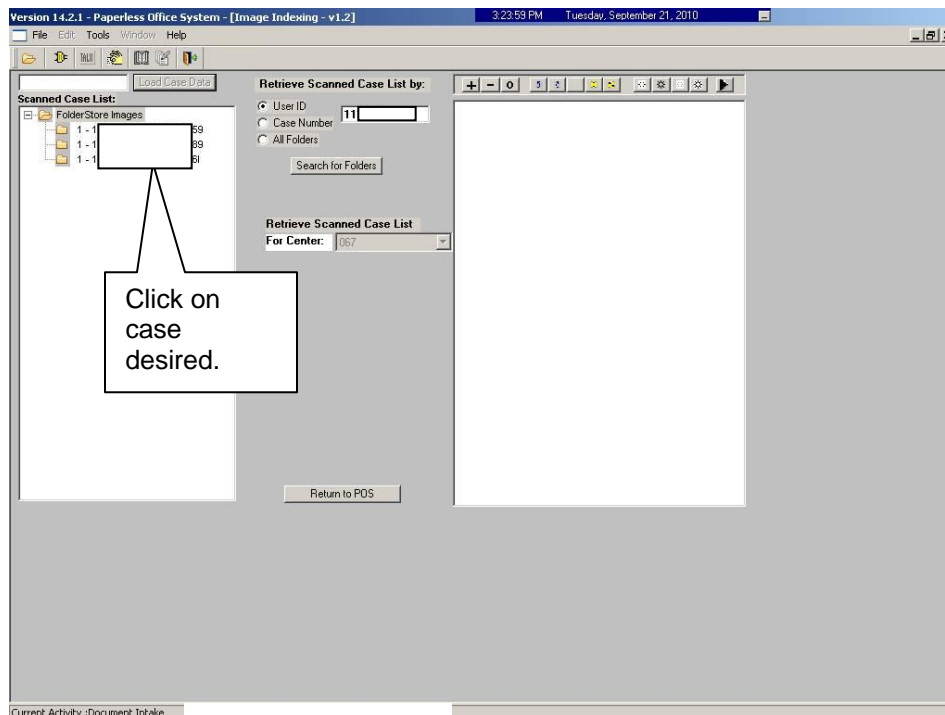 Version 14.2.1 - Paperless Office System - [Image Indexing - v1.2]
3:23:59 PM Tuesday, September 21, 2010
File Edit Tools Window Help
Load Case Data
Scanned Case List:
FolderStore Images
1 - 1 59
1 - 1 89
1 - 1 6I
Retrieve Scanned Case List by:
User ID
11
Case Number
All Folders
Search for Folders
Retrieve Scanned Case List
For Center: 067
Click on
case
desired.
Return to POS
Current Activity :Document Intake